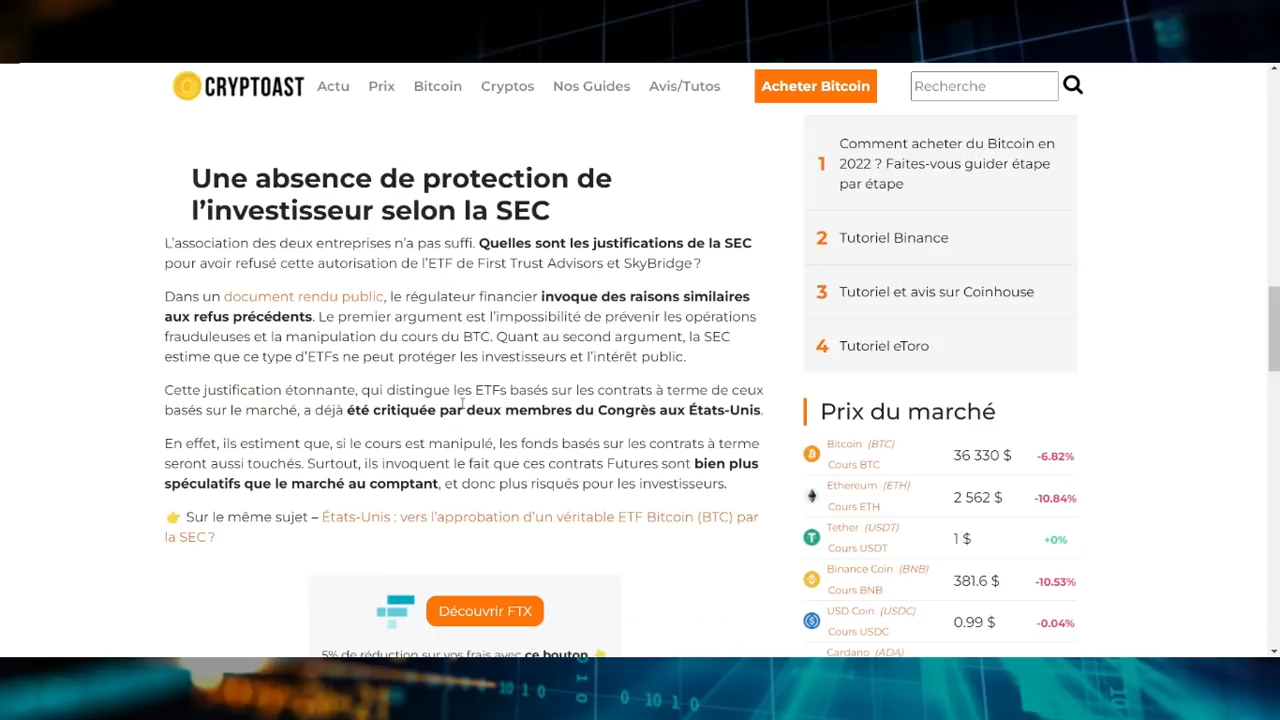 CRYPTOAST
Actu
Prix
Bitcoin
Cryptos
Nos Guides
Avis/Tutos
Acheter Bitcoin
Recherche
Une absence de protection de
l’investisseur selon la SEC
L’association des deux entreprises n’a pas suffi. Quelles sont les justifications de la SEC
pour avoir refusé cette autorisation de l’ETF de First Trust Advisors et SkyBridge ?
Dans un document rendu public, le régulateur financier invoque des raisons similaires
aux refus précédents. Le premier argument est l’impossibilité de prévenir les opérations
frauduleuses et la manipulation du cours du BTC. Quant au second argument, la SEC
estime que ce type d’ETFs ne peut protéger les investisseurs et l’intérêt public.
Cette justification étonnante, qui distingue les ETFs basés sur les contrats à terme de ceux
basés sur le marché, a déjà été critiquée par deux membres du Congrès aux États-Unis.
En effet, ils estiment que, si le cours est manipulé, les fonds basés sur les contrats à terme
seront aussi touchés. Surtout, ils invoquent le fait que ces contrats Futures sont bien plus
spéculatifs que le marché au comptant, et donc plus risqués pour les investisseurs.
👉 Sur le même sujet – États-Unis : vers l’approbation d’un véritable ETF Bitcoin (BTC) par
la SEC ?
Découvrir FTX
5% de réduction sur vos frais avec ce bouton 👆
1 Comment acheter du Bitcoin en
2022 ? Faites-vous guider étape
par étape
2 Tutoriel Binance
3 Tutoriel et avis sur Coinhouse
4 Tutoriel eToro
Prix du marché
Bitcoin (BTC)
Cours BTC
36 330 $ -6.82%
Ethereum (ETH)
Cours ETH
2 562 $ -10.84%
Tether (USDT)
Cours USDT
1 $ +0%
Binance Coin (BNB)
Cours BNB
381.6 $ -10.53%
USD Coin (USDC)
Cours USDC
0.99 $ -0.04%
Cardano (ADA)